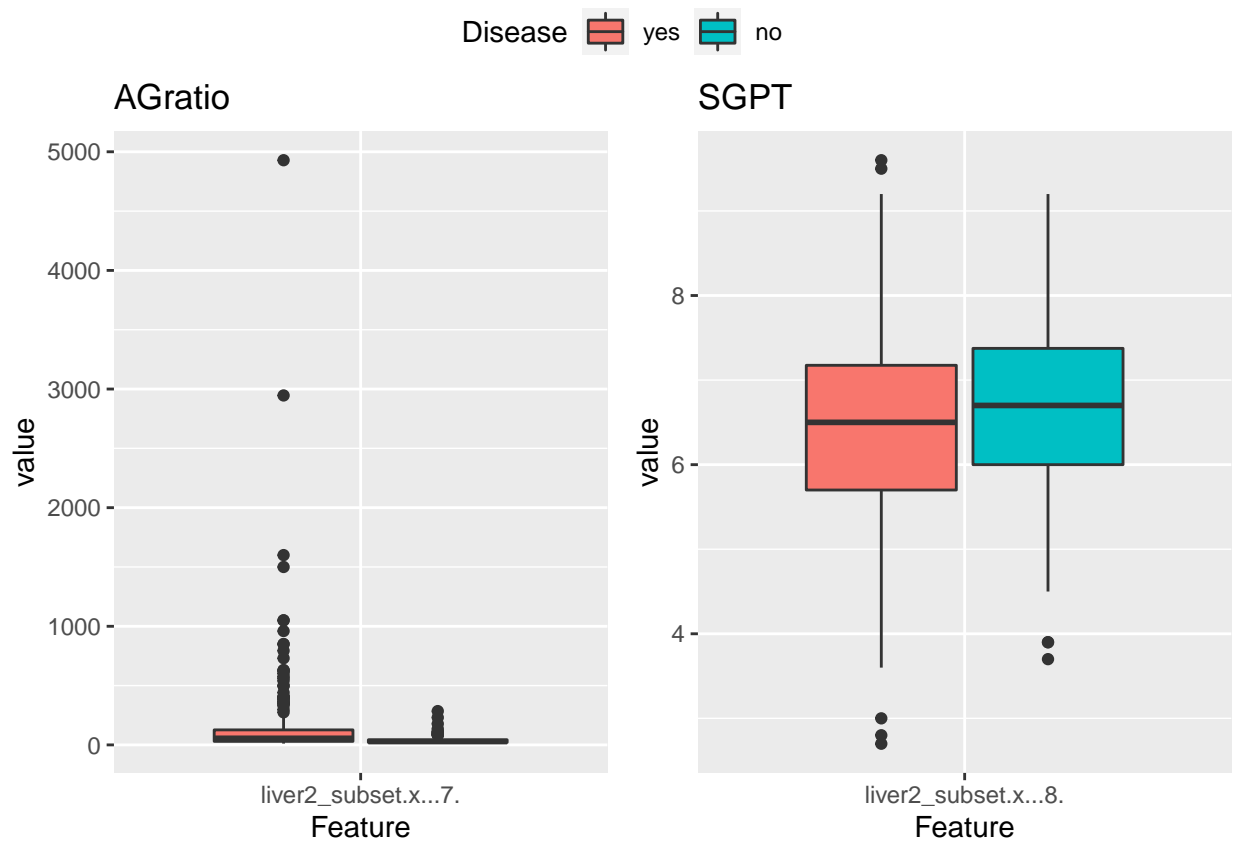 Disease yes no
AGratio
SGPT
5000
4000
3000
2000
1000
0
value
8
6
4
value
liver2_subset.x...7.
liver2_subset.x...8.
Feature
Feature